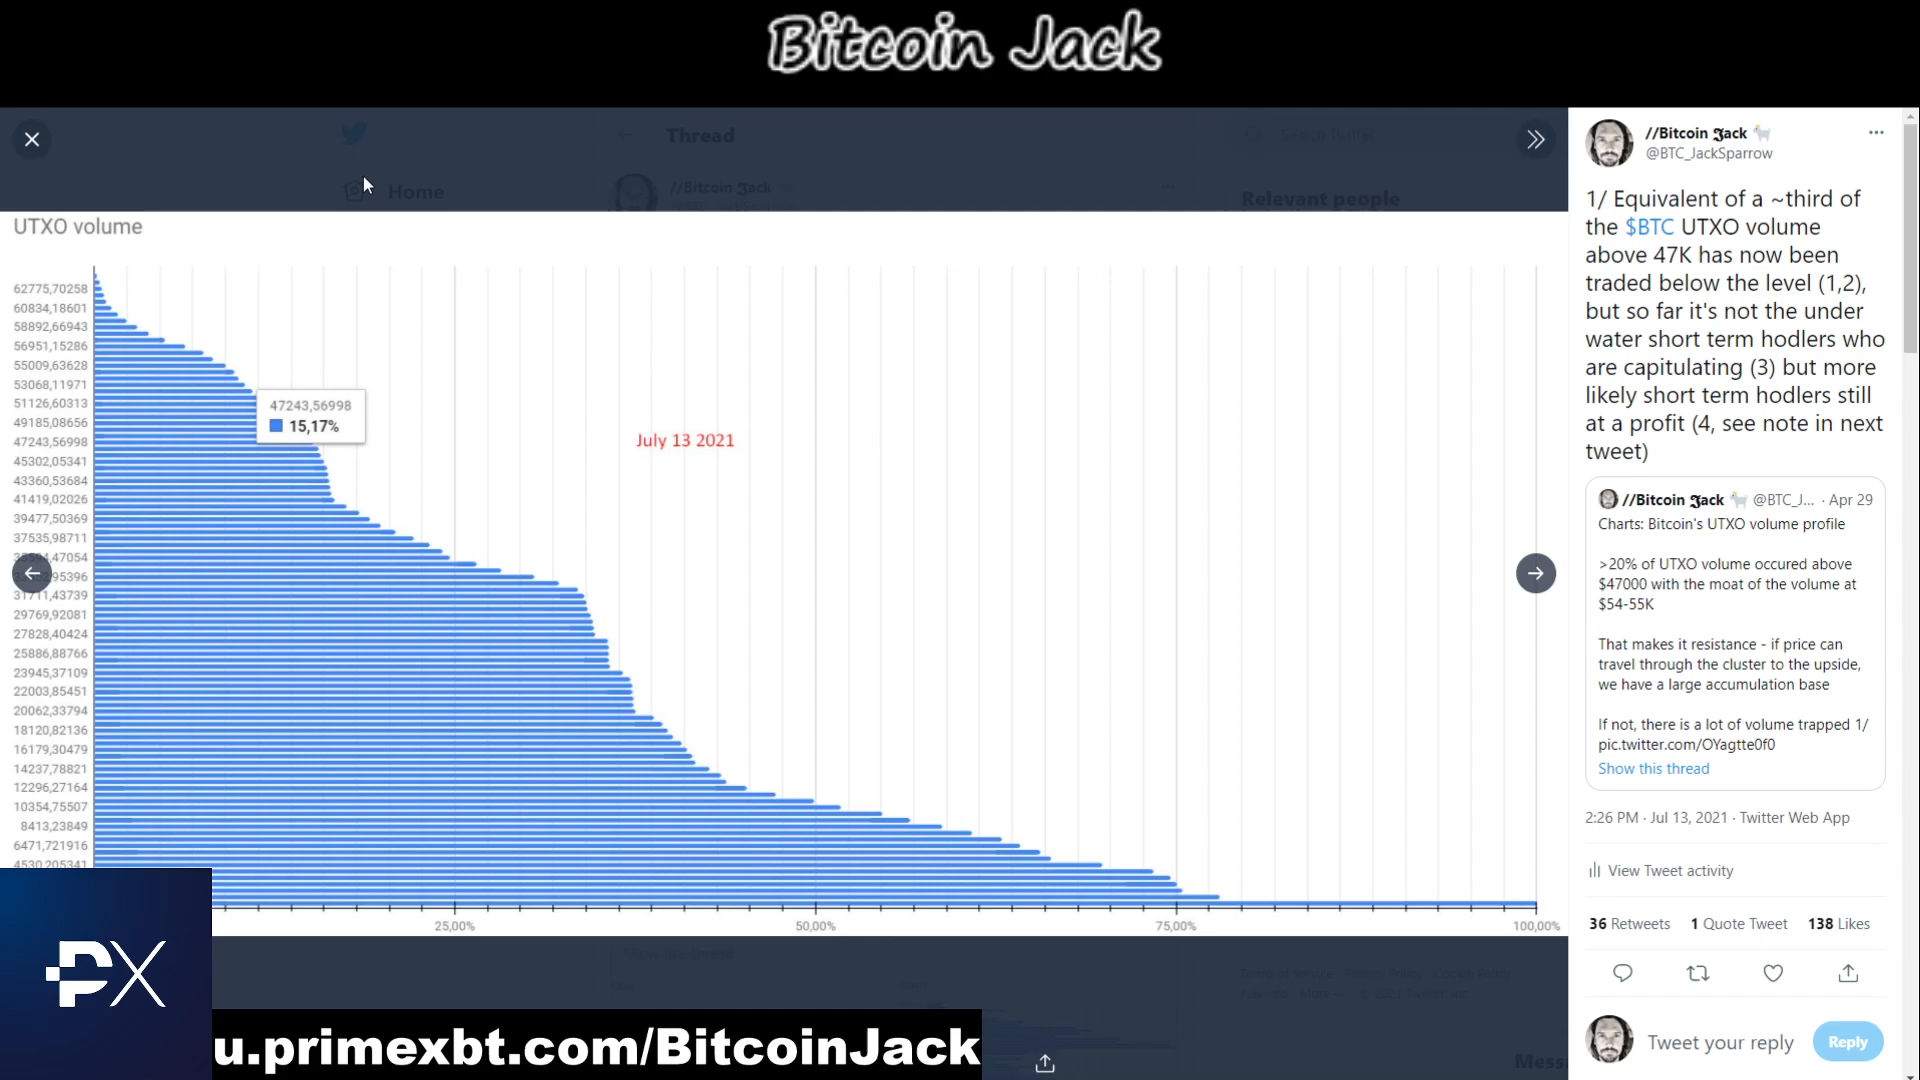 Bitcoin Jack
Thread
Home
//Bitcoin Jack
Search Twitter
Relevant people
UTXO volume
62775,70258
60834,18601
58892,66943
56951,15286
55009,63628
53068,11971
51126,60313
49185,08656
47243,56998
45302,05341
43360,53684
41419,02026
39477,50369
37535,98711
47054
95396
31711,43739
29769,92081
27828,40424
25886,88766
23945,37109
22003,85451
20062,33794
18120,82136
16179,30479
14237,78821
12296,27164
10354,75507
8413,23849
6471,721916
4530,205341
47243,56998
15,17%
July 13 2021
25,00%
50,00%
75,00%
100,00%
PX
u.primexbt.com/BitcoinJack
//Bitcoin Jack
@BTC_JackSparrow
1/ Equivalent of a ~third of
the $BTC UTXO volume
above 47K has now been
traded below the level (1,2),
but so far it's not the under
water short term hodlers who
are capitulating (3) but more
likely short term hodlers still
at a profit (4, see note in next
tweet)
//Bitcoin Jack @BTC_J... · Apr 29
Charts: Bitcoin's UTXO volume profile
>20% of UTXO volume occured above
$47000 with the moat of the volume at
$54-55K
That makes it resistance - if price can
travel through the cluster to the upside,
we have a large accumulation base
If not, there is a lot of volume trapped 1/
pic.twitter.com/OYagtte0f0
Show this thread
2:26 PM · Jul 13, 2021 · Twitter Web App
View Tweet activity
36 Retweets 1 Quote Tweet 138 Likes
Tweet your reply
Reply